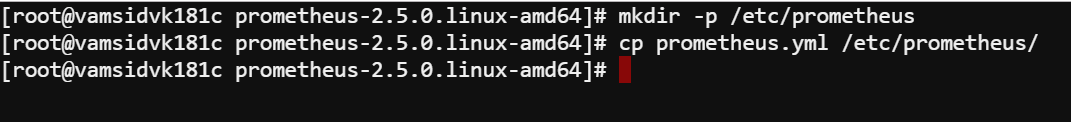 [root@vamsidvk181c prometheus-2.5.0.linux-amd64]# mkdir -p /etc/prometheus
[root@vamsidvk181c prometheus-2.5.0.linux-amd64]# cp prometheus.yml /etc/prometheus/
[root@vamsidvk181c prometheus-2.5.0.linux-amd64]#